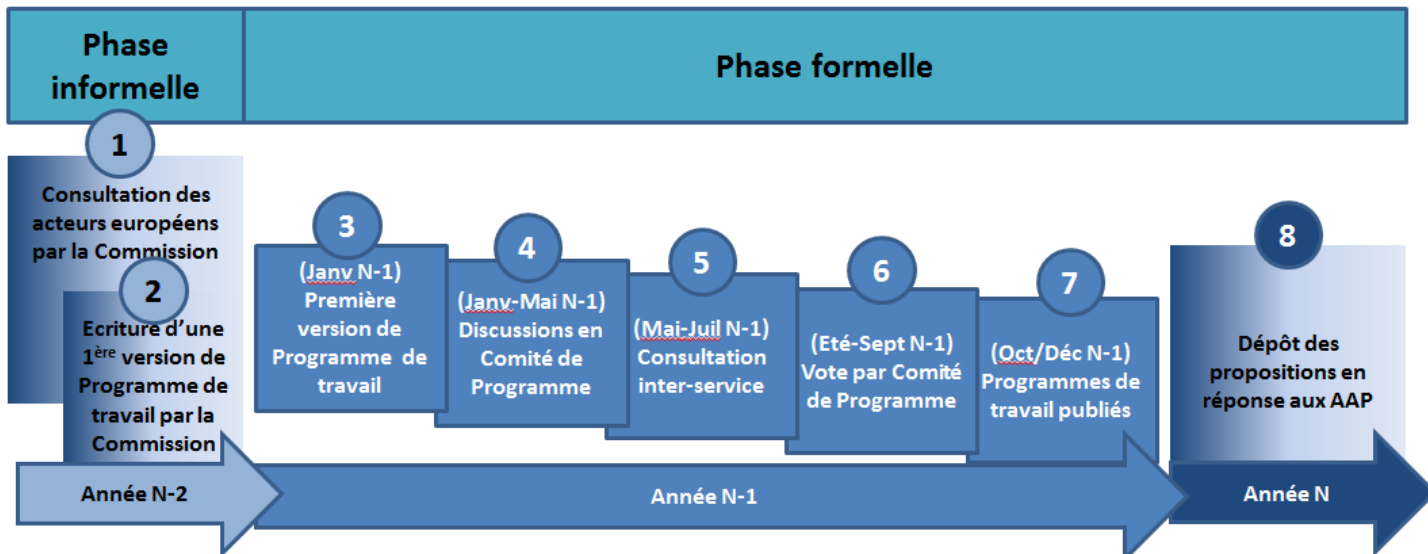 Phase
informelle
Phase formelle
1
Consultation des
acteurs européens
par la Commission
2
Ecriture d'une
1ère version de
Programme de
travail par la
Commission
3
(Janv N-1)
Première
version de
Programme de
travail
4
(Janv-Mai N-1)
Discussions en
Comité de
Programme
5
(Mai-Juil N-1)
Consultation
inter-service
6
(Eté-Sept N-1)
Vote par Comité
de Programme
7
(Oct/Déc N-1)
Programmes de
travail publiés
8
Dépôt des
propositions en
réponse aux AAP
Année N-2
Année N-1
Année N